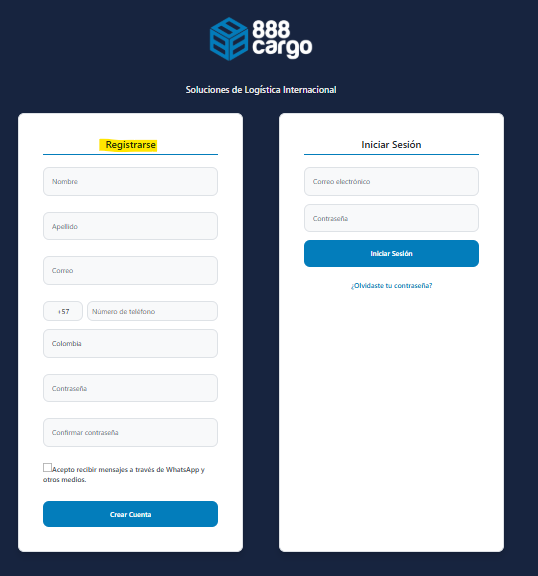 888
cargo
Soluciones de Logística Internacional
Registrarse
Nombre
Apellido
Correo
+57 Número de teléfono
Colombia
Contraseña
Confirmar contraseña
Acepto recibir mensajes a través de WhatsApp y
otros medios.
Crear Cuenta
Iniciar Sesión
Correo electrónico
Contraseña
Iniciar Sesión
¿Olvidaste tu contraseña?